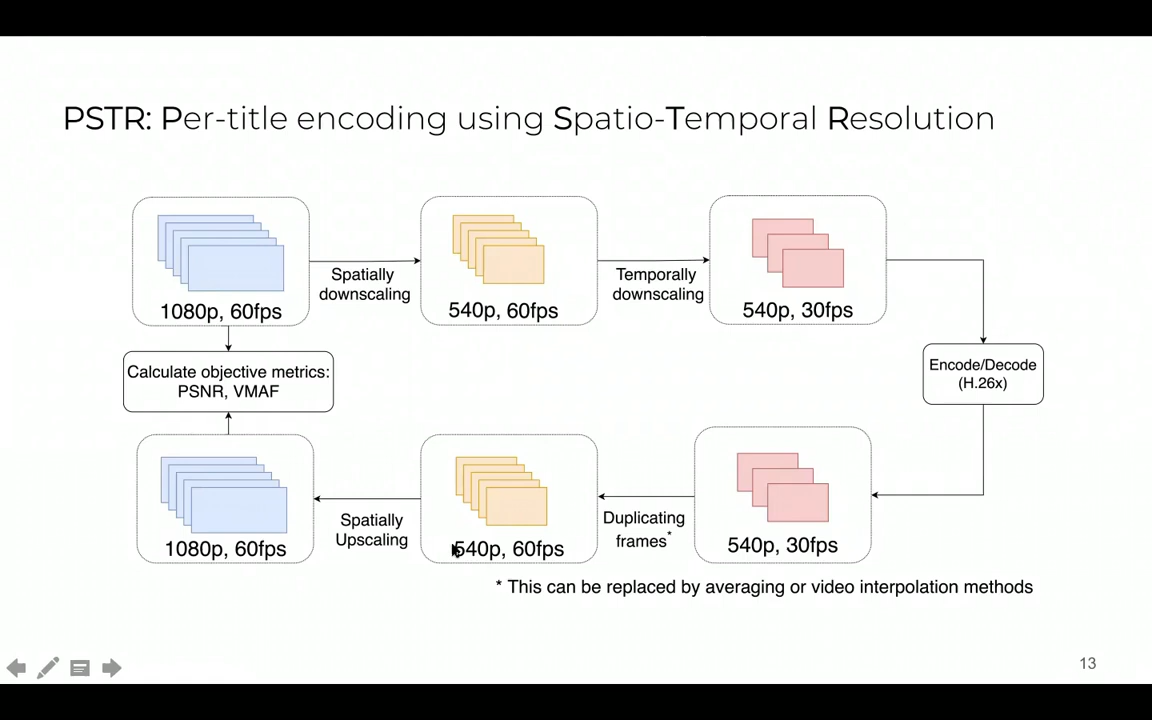 PSTR: Per-title encoding using Spatio-Temporal Resolution
1080p, 60fps
Spatially
downscaling
540p, 60fps
Temporally
downscaling
540p, 30fps
Encode/Decode
(H.26x)
Calculate objective metrics:
PSNR, VMAF
1080p, 60fps
Spatially
Upscaling
540p, 60fps
Duplicating
frames*
540p, 30fps
* This can be replaced by averaging or video interpolation methods
13